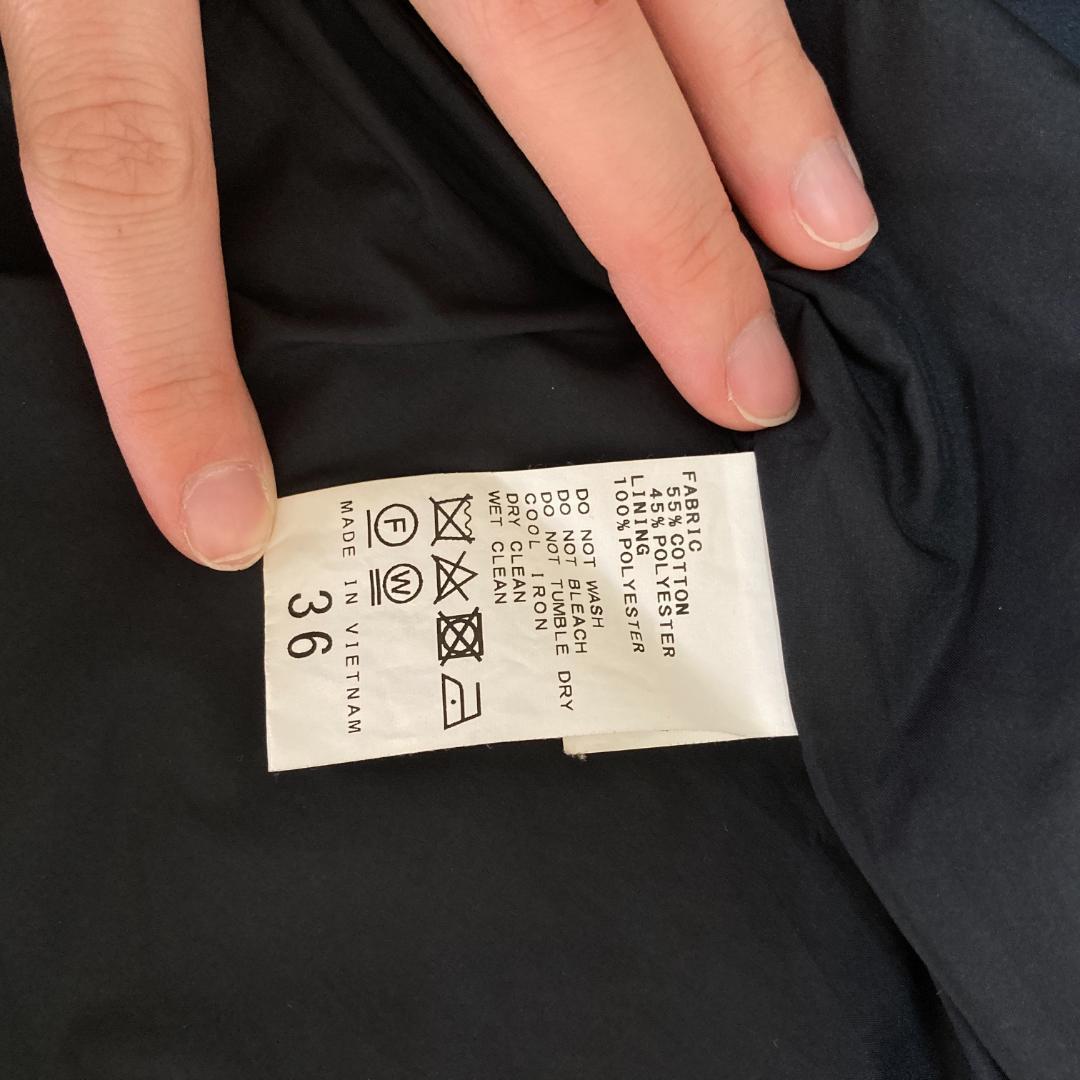 FABRIC
55% COTTON
45% POLYESTER
LINING
100% POLYESTER
DO NOT WASH
DO NOT BLEACH
DO NOT TUMBLE DRY
COOL IRON
DRY CLEAN
WET CLEAN
F W
MADE IN VIETNAM
36